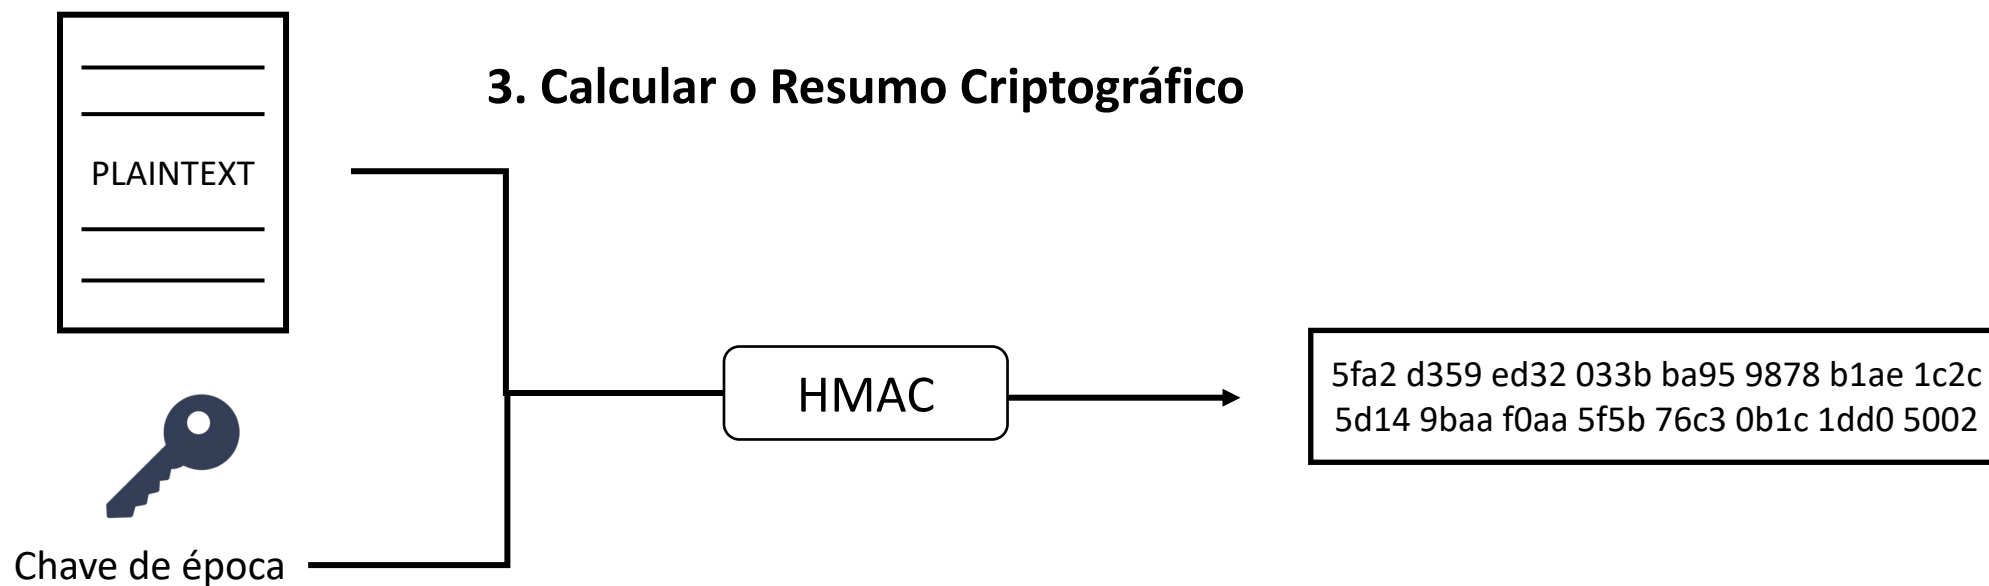 3. Calcular o Resumo Criptográfico
PLAINTEXT
HMAC
5fa2 d359 ed32 033b ba95 9878 b1ae 1c2c
5d14 9baa f0aa 5f5b 76c3 0b1c 1dd0 5002
Chave de época